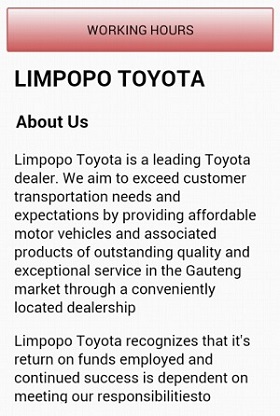 WORKING HOURS
LIMPOPO TOYOTA
About Us
Limpopo Toyota is a leading Toyota
dealer. We aim to exceed customer
transportation needs and
expectations by providing affordable
motor vehicles and associated
products of outstanding quality and
exceptional service in the Gauteng
market through a conveniently
located dealership
Limpopo Toyota recognizes that it's
return on funds employed and
continued success is dependent on
meeting our responsibilitiesto